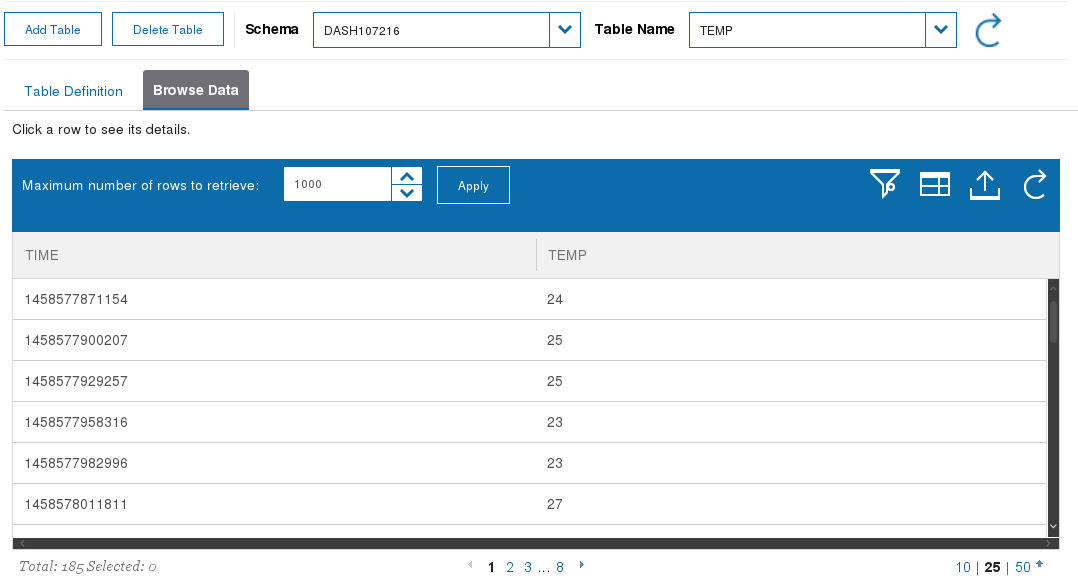 Add Table Delete Table Schema DASH107216 Table Name TEMP
Table Definition Browse Data
Click a row to see its details.
Maximum number of rows to retrieve: 1000 Apply
TIME TEMP
1458577871154 24
1458577900207 25
1458577929257 25
1458577958316 23
1458577982996 23
1458578011811 27
Total: 185 Selected: 0 1 2 3 ... 8 10 | 25 | 50